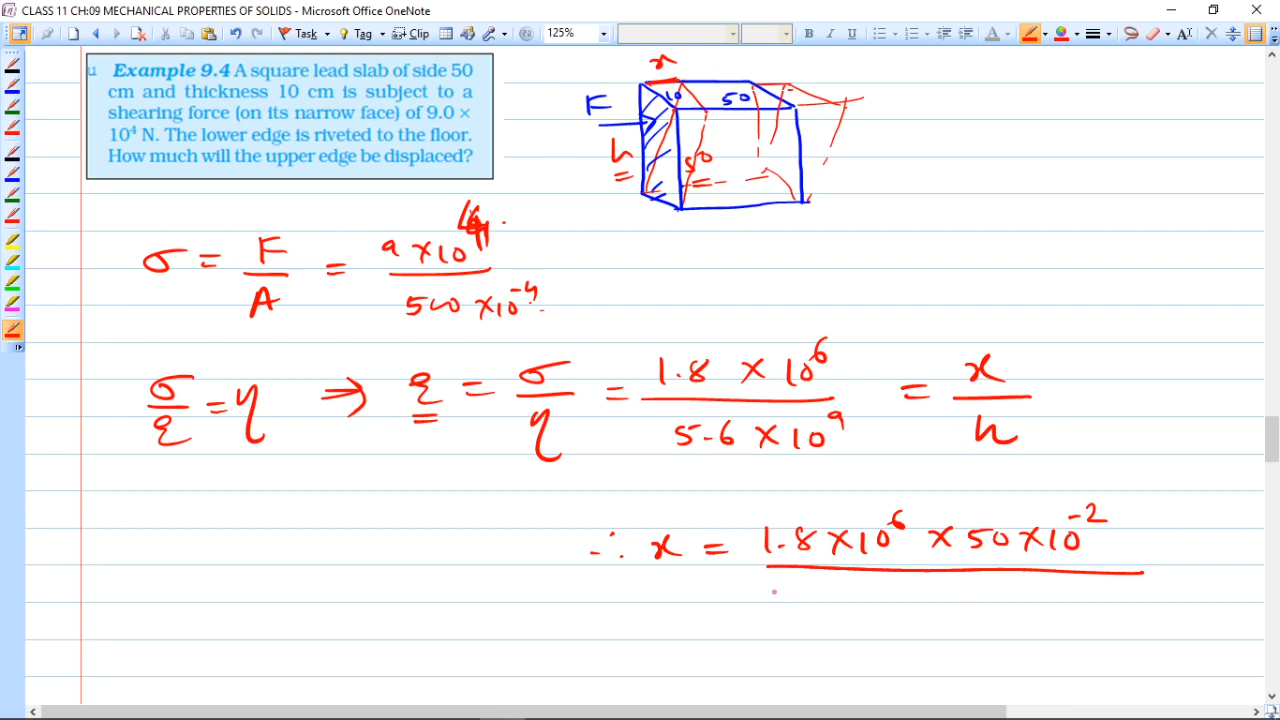 CLASS 11 CH:09 MECHANICAL PROPERTIES OF SOLIDS - Microsoft Office OneNote
Task Tag Clip 125% B I U
u Example 9.4 A square lead slab of side 50
cm and thickness 10 cm is subject to a
shearing force (on its narrow face) of 9.0 ×
10⁴ N. The lower edge is riveted to the floor.
How much will the upper edge be displaced?
x
F 10 50
h 50
σ = F/A = 9 × 10⁴ / 500 × 10⁻⁴
σ/ε = η ⇒ ε = σ/η = 1.8 × 10⁶ / 5.6 × 10⁹ = x/h
∴ x = 1.8 × 10⁶ × 50 × 10⁻²